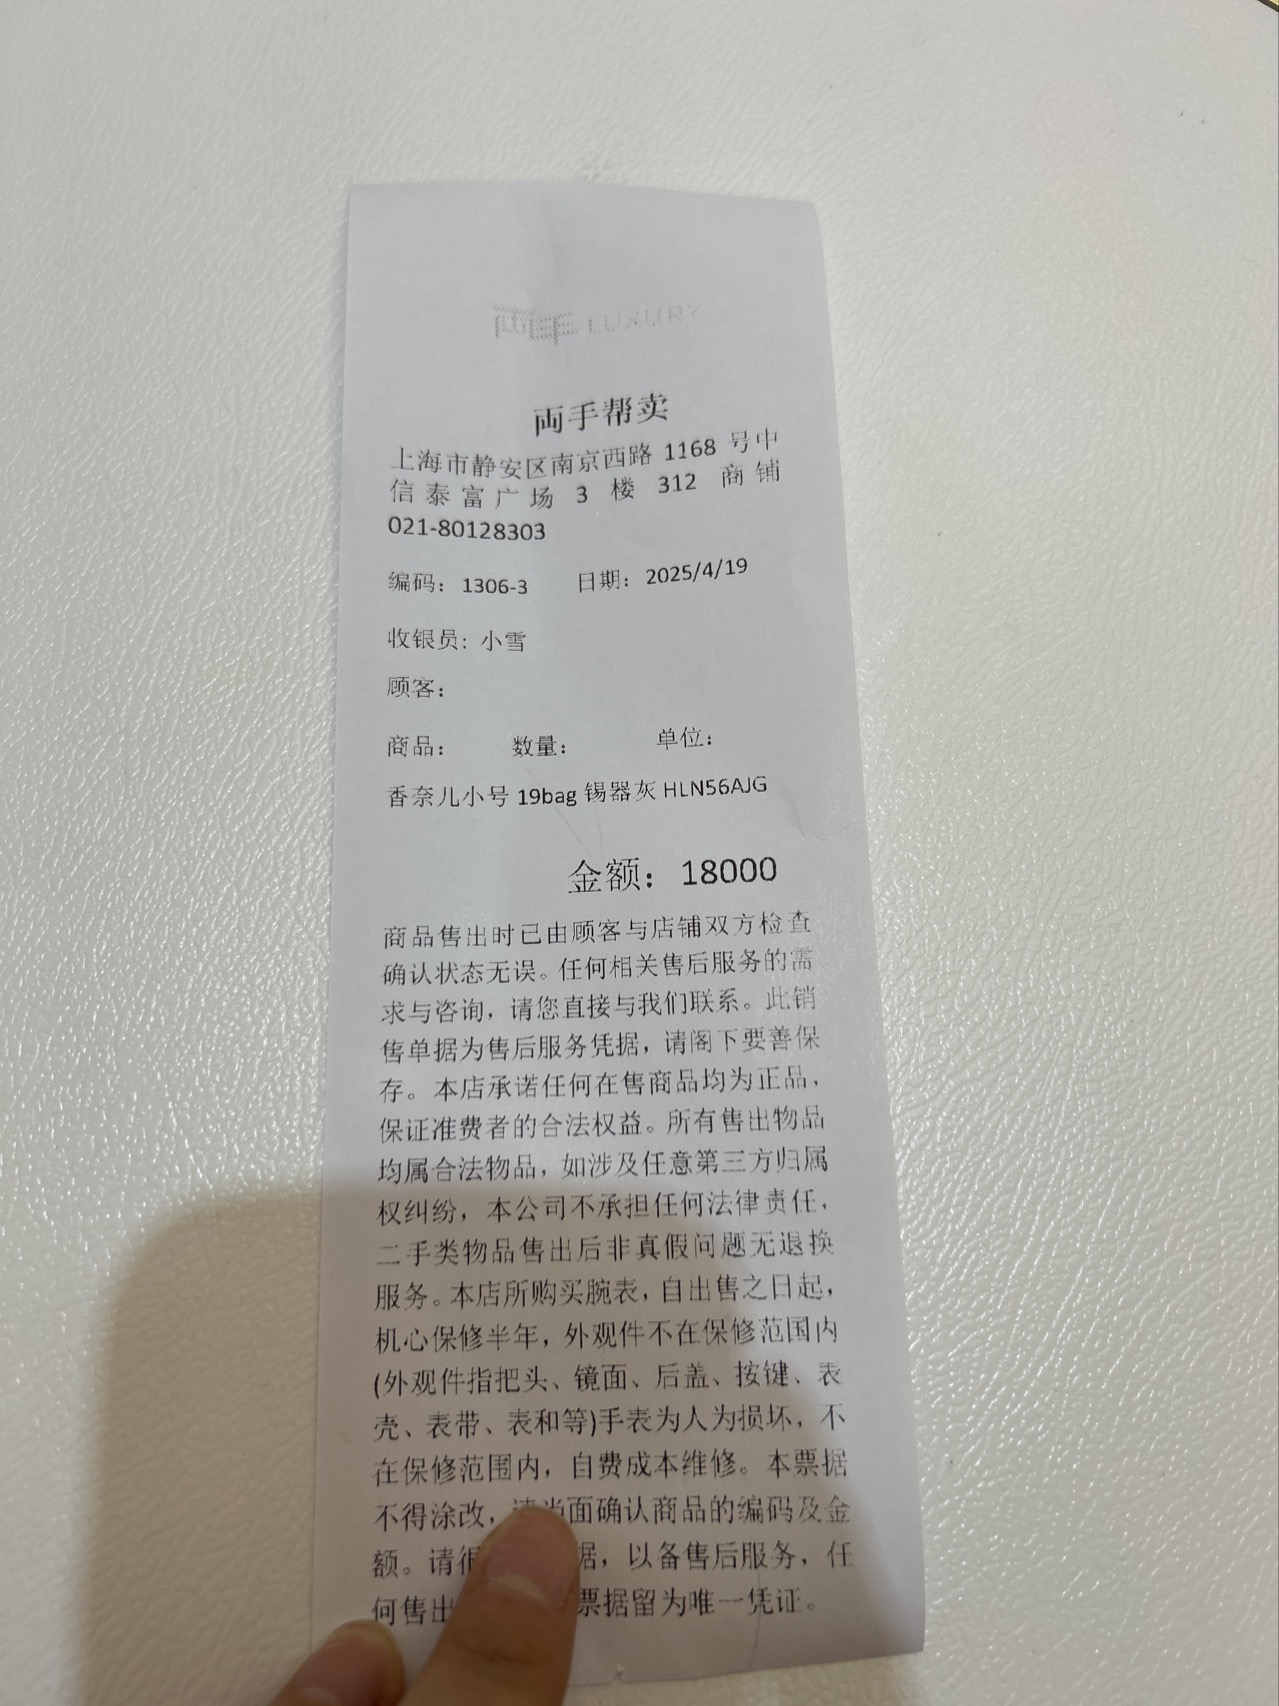 両手 LUXURY
両手帮卖
上海市静安区南京西路 1168 号中
信泰富广场 3 楼 312 商铺
021-80128303
编码：1306-3 日期：2025/4/19
收银员：小雪
顾客：
商品： 数量： 单位：
香奈儿小号 19bag 锡器灰 HLN56AJG
金额：18000
商品售出时已由顾客与店铺双方检查
确认状态无误。任何相关售后服务的需
求与咨询，请您直接与我们联系。此销
售单据为售后服务凭据，请阁下要善保
存。本店承诺任何在售商品均为正品，
保证准费者的合法权益。所有售出物品
均属合法物品，如涉及任意第三方归属
权纠纷，本公司不承担任何法律责任，
二手类物品售出后非真假问题无退换
服务。本店所购买腕表，自出售之日起，
机心保修半年，外观件不在保修范围内
(外观件指把头、镜面、后盖、按键、表
壳、表带、表和等)手表为人为损坏，不
在保修范围内，自费成本维修。本票据
不得涂改，请当面确认商品的编码及金
额。请 据，以备售后服务，任
何售出 票据留为唯一凭证。